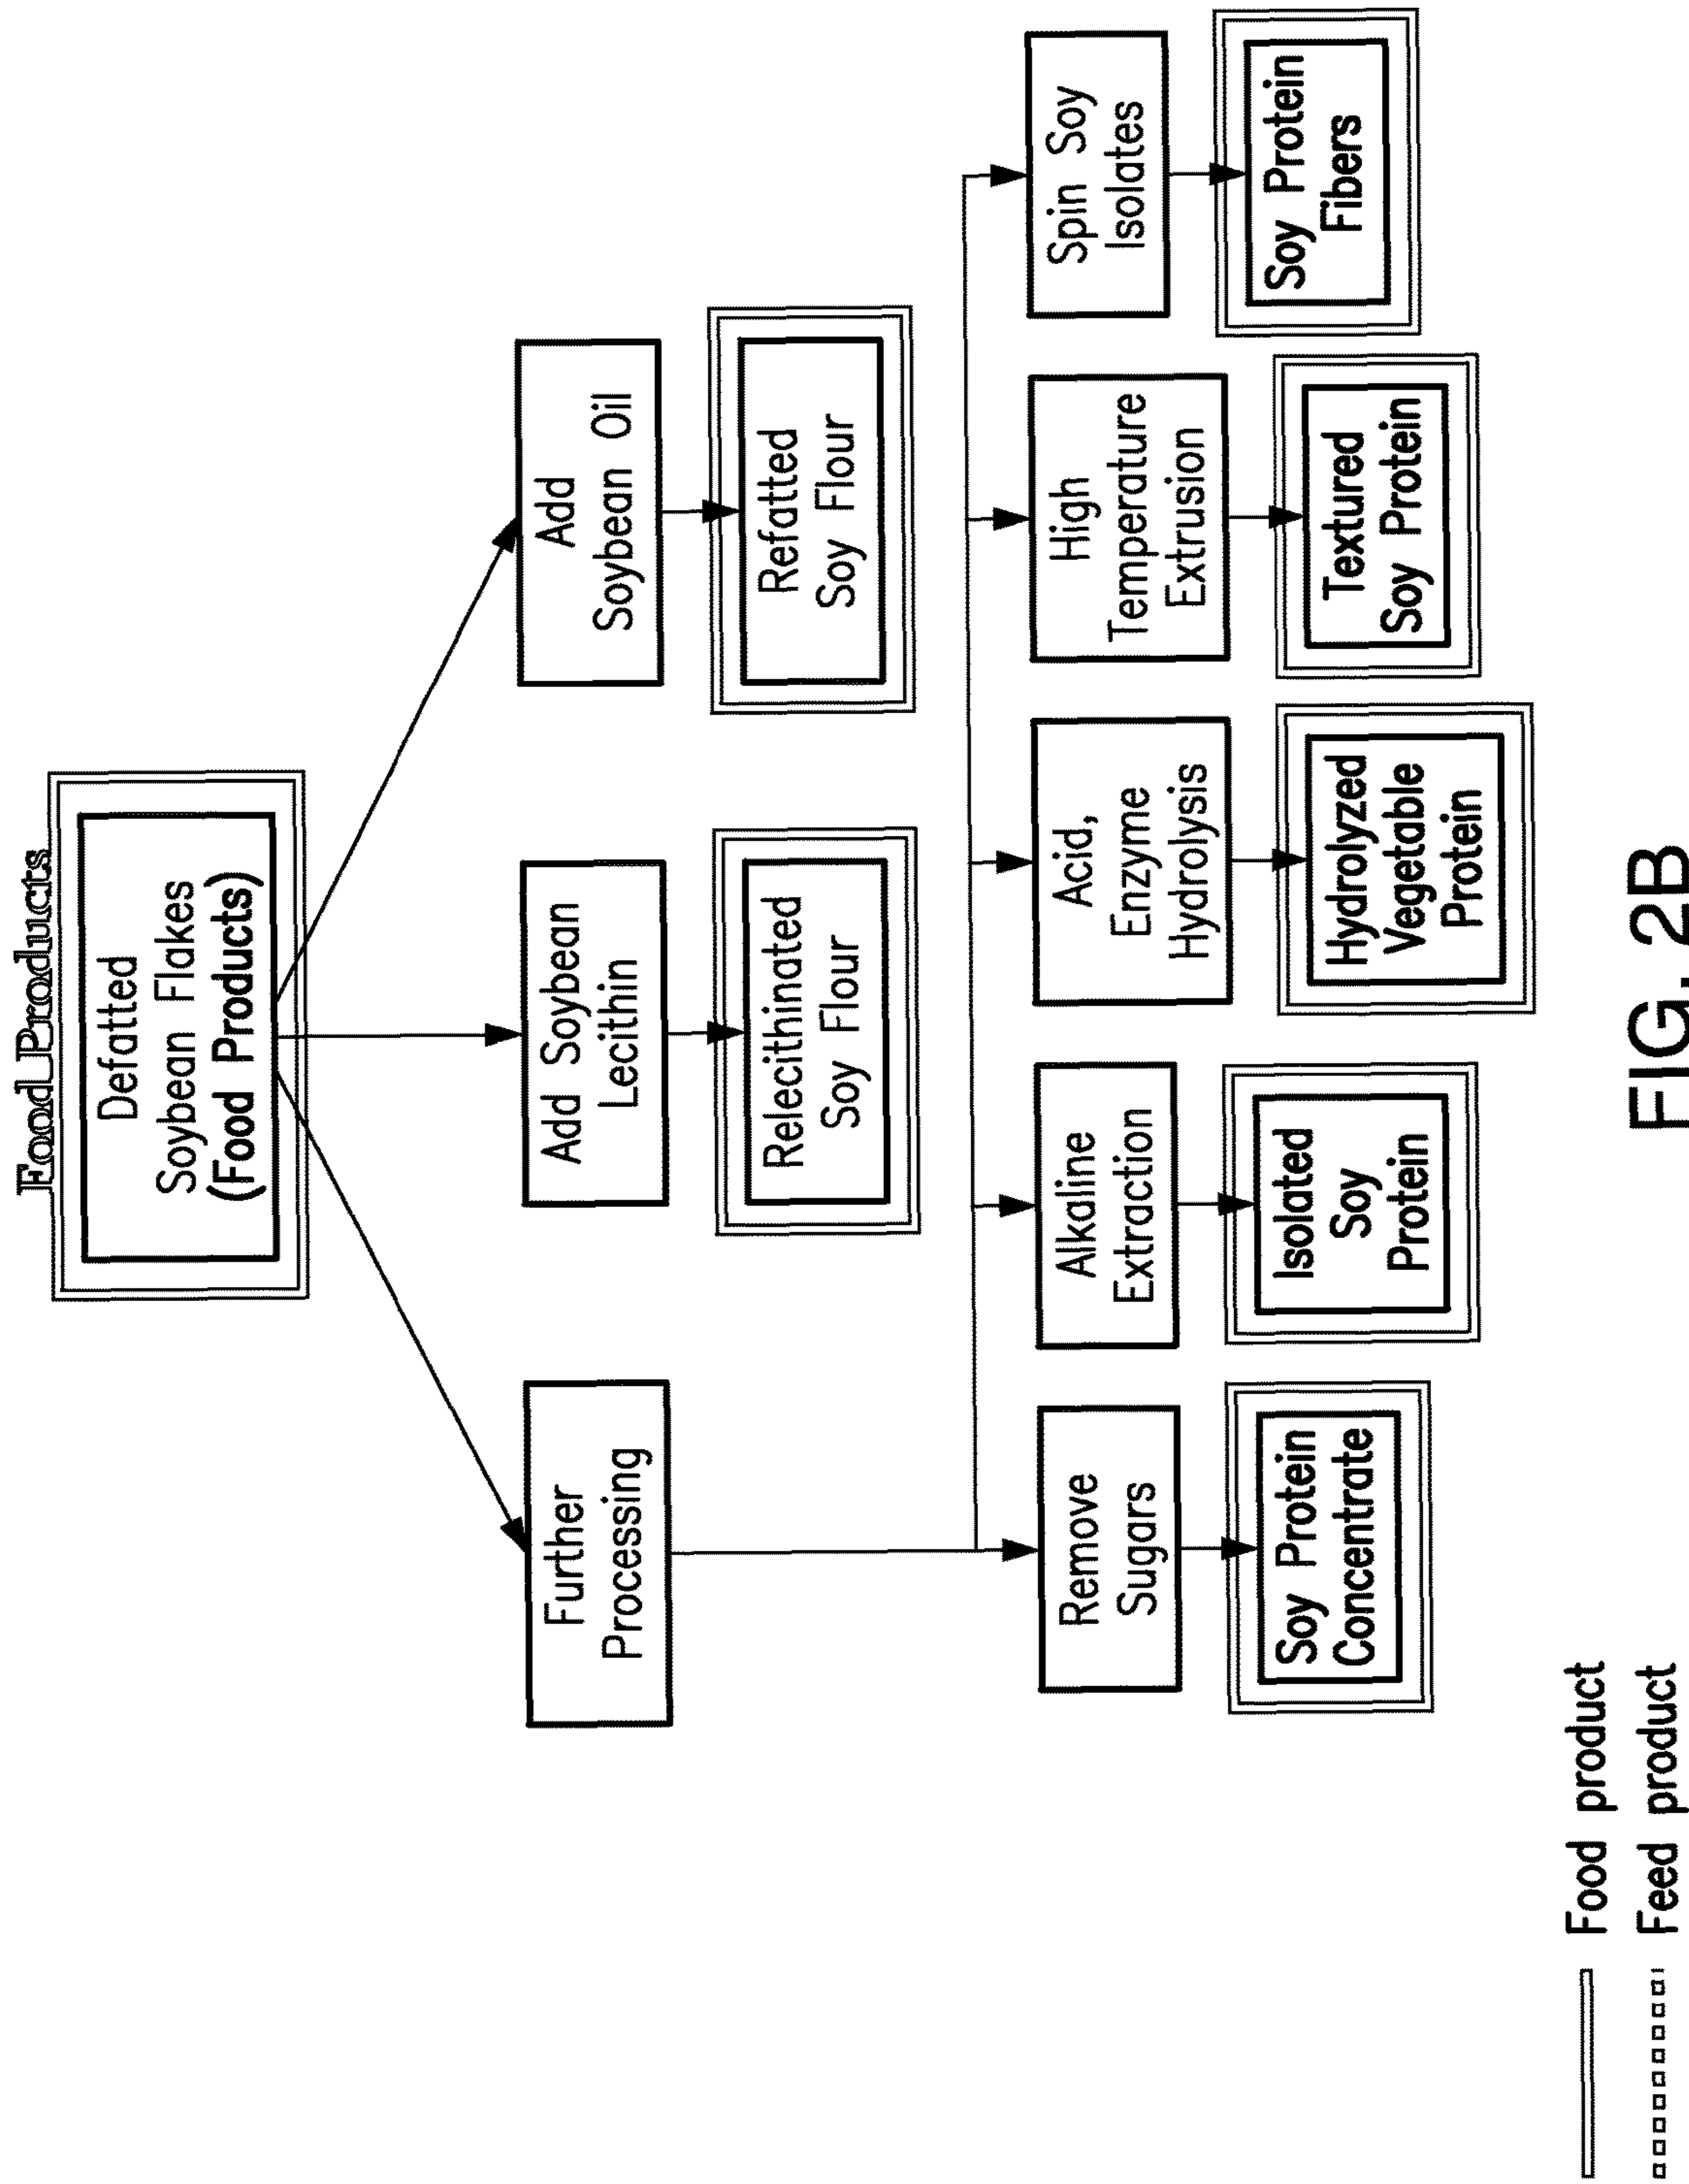 Food Products
Defatted
Soybean Flakes
(Food Products)
Further
Processing
Add Soybean
Lecithin
Add
Soybean Oil
Relecithinated
Soy Flour
Refatted
Soy Flour
Remove
Sugars
Alkaline
Extraction
Acid,
Enzyme
Hydrolysis
High
Temperature
Extrusion
Spin Soy
Isolates
Soy Protein
Concentrate
Isolated
Soy
Protein
Hydrolyzed
Vegetable
Protein
Textured
Soy Protein
Soy Protein
Fibers
Food product
Feed product
FIG. 2B